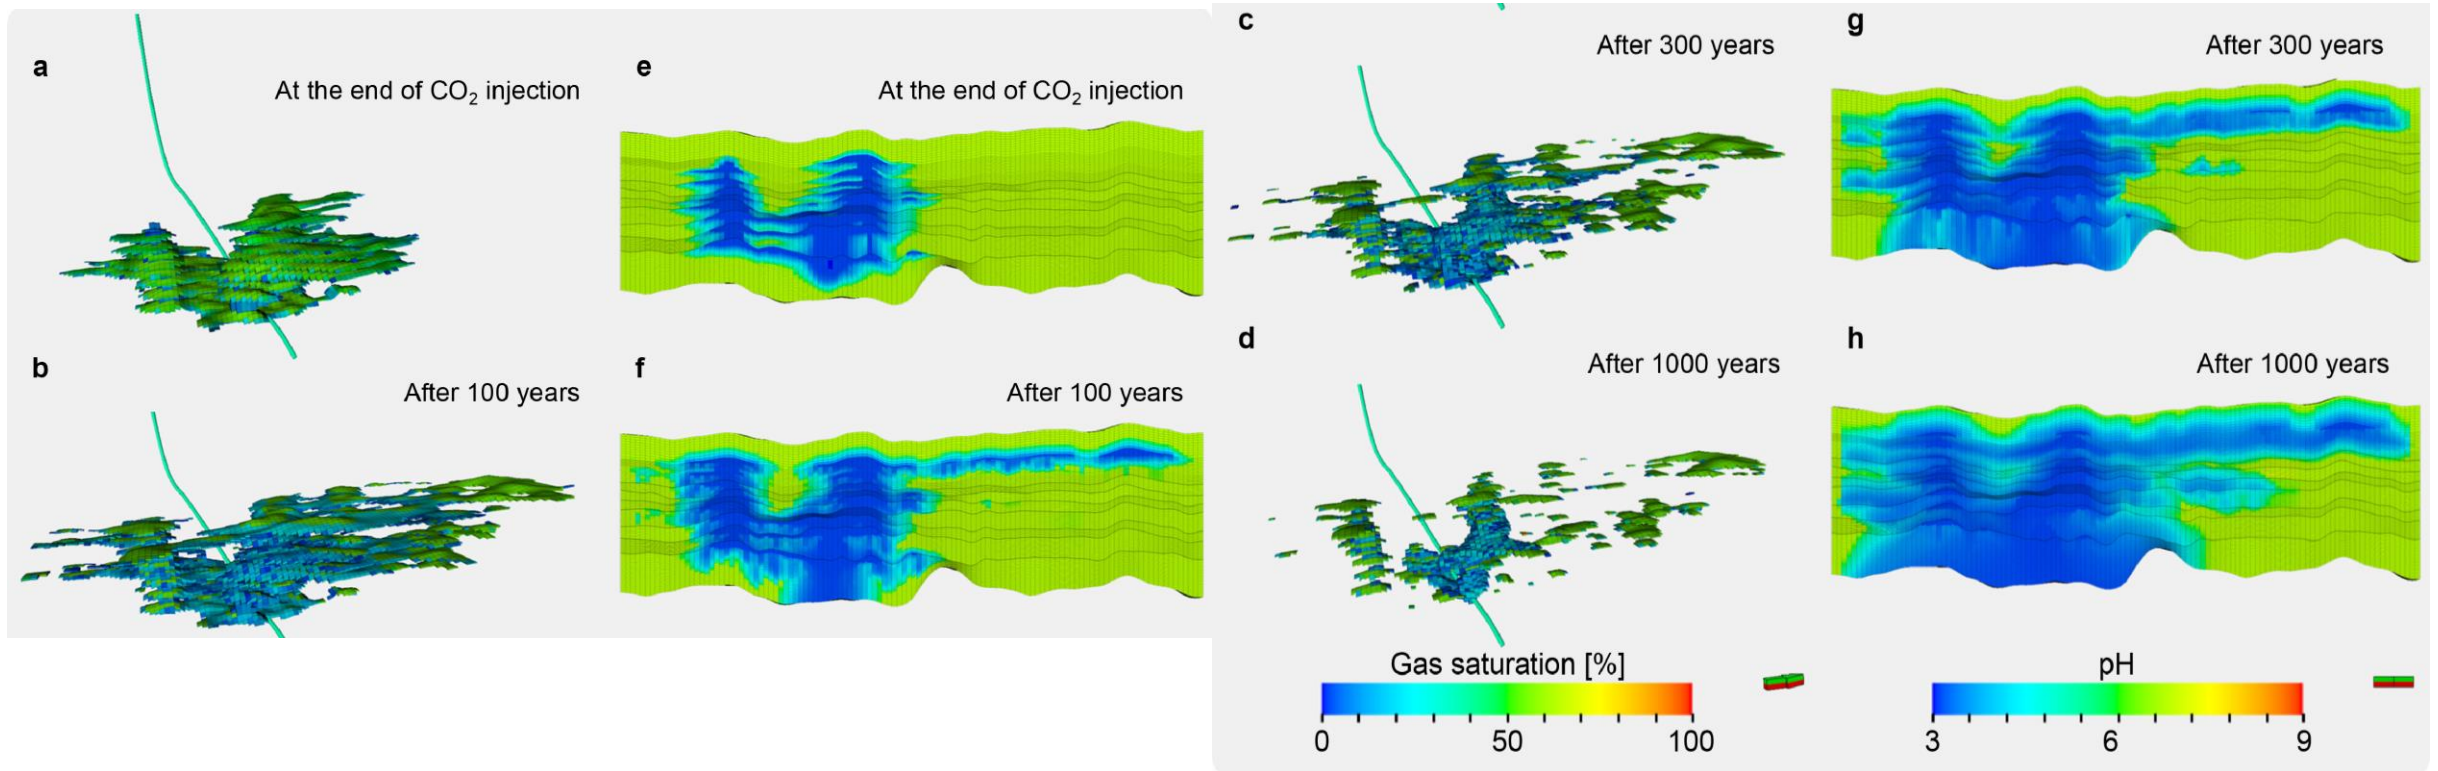 a
At the end of CO₂ injection
e
At the end of CO₂ injection
b
After 100 years
f
After 100 years
c
After 300 years
g
After 300 years
d
After 1000 years
h
After 1000 years
Gas saturation [%]
0 50 100
pH
3 6 9